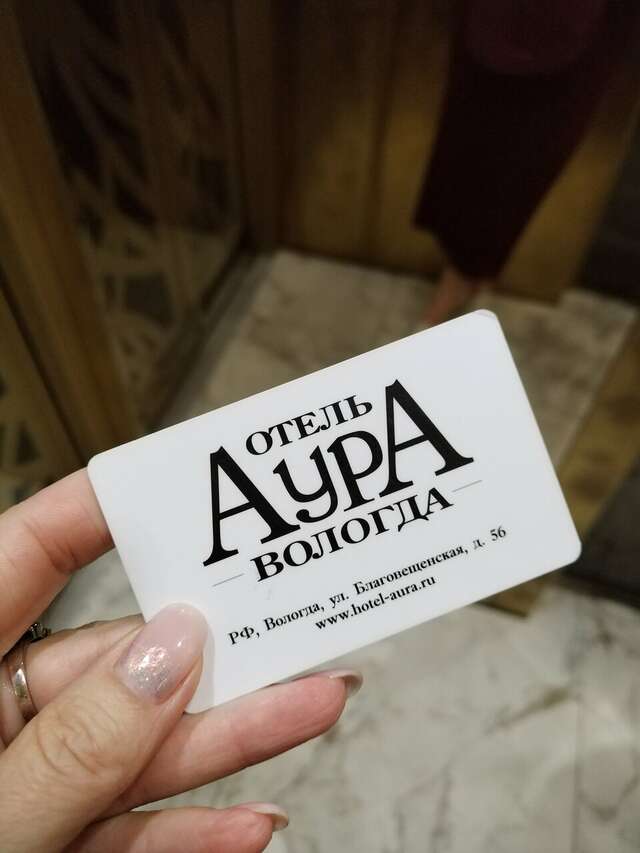 ОТЕЛЬ
АУРА
ВОЛОГДА
РФ, Вологда, ул. Благовещенская, д. 56
www.hotel-aura.ru